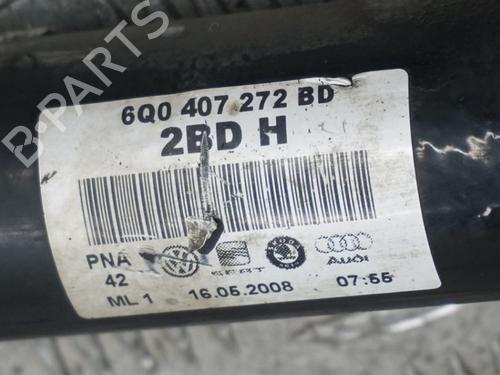 B-PARTS
6Q0 407 272 BD
2BD H
PNA
42
SEAT
SKODA
AUDI
ML 1 16.05.2008 07:55